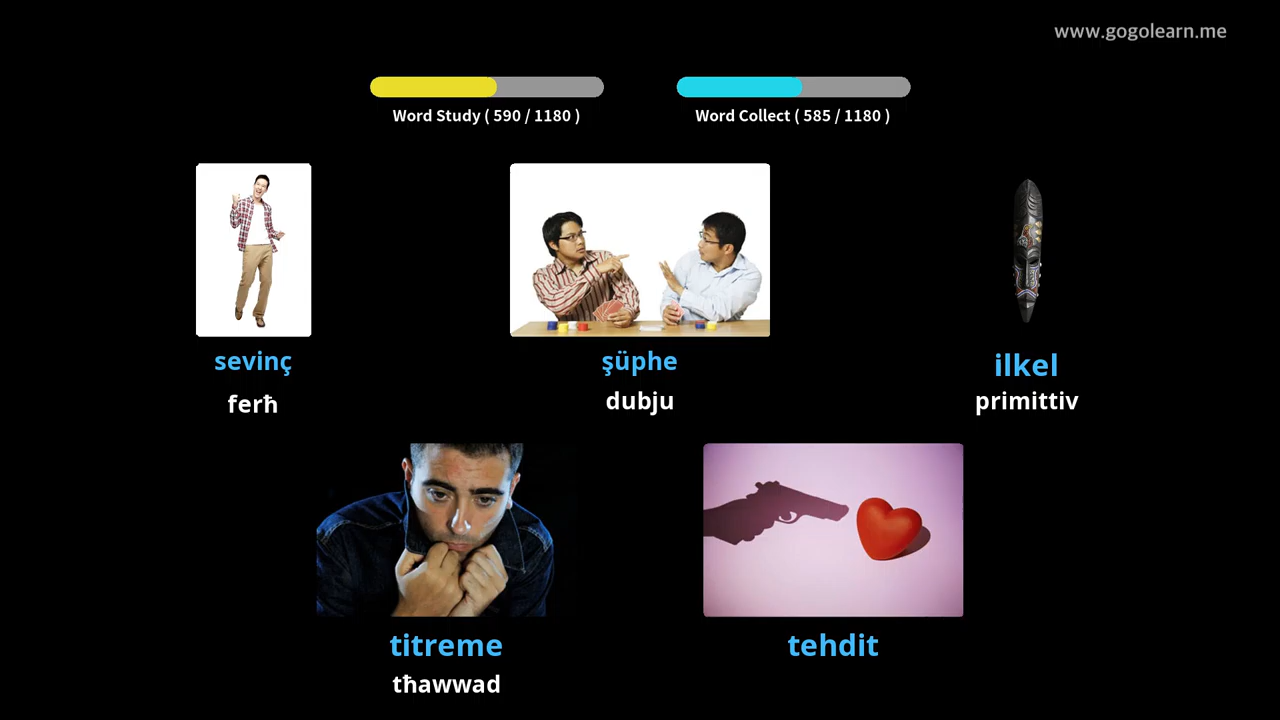 www.gogolearn.me
Word Study ( 590 / 1180 )
Word Collect ( 585 / 1180 )
sevinç
ferħ
şüphe
dubju
ilkel
primittiv
titreme
tħawwad
tehdit